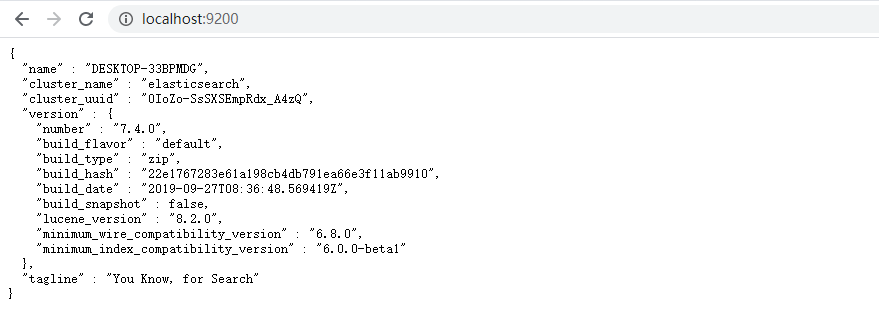 localhost:9200
{
"name" : "DESKTOP-33BPMDG",
"cluster_name" : "elasticsearch",
"cluster_uuid" : "0IoZo-SsSXSEmpRdx_A4zQ",
"version" : {
"number" : "7.4.0",
"build_flavor" : "default",
"build_type" : "zip",
"build_hash" : "22e1767283e61a198cb4db791ea66e3f11ab9910",
"build_date" : "2019-09-27T08:36:48.569419Z",
"build_snapshot" : false,
"lucene_version" : "8.2.0",
"minimum_wire_compatibility_version" : "6.8.0",
"minimum_index_compatibility_version" : "6.0.0-beta1"
},
"tagline" : "You Know, for Search"
}